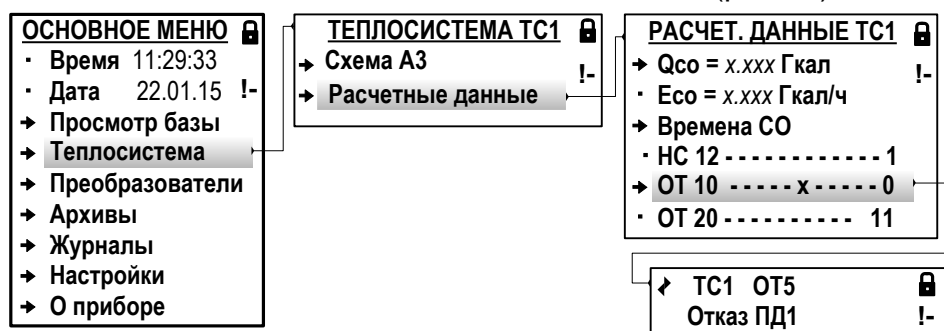 ОСНОВНОЕ МЕНЮ
· Время 11:29:33
· Дата 22.01.15 !-
→ Просмотр базы
→ Теплосистема
→ Преобразователи
→ Архивы
→ Журналы
→ Настройки
→ О приборе
ТЕПЛОСИСТЕМА ТС1
→ Схема А3 !-
→ Расчетные данные
РАСЧЕТ. ДАННЫЕ ТС1
→ Qco = x.xxx Гкал !-
· Eco = x.xxx Гкал/ч
→ Времена СО
· НС 12 - - - - - - - - - - - - 1
→ ОТ 10 - - - - - х - - - - - 0
· ОТ 20 - - - - - - - - - - 11
ТС1 ОТ5
Отказ ПД1 !-